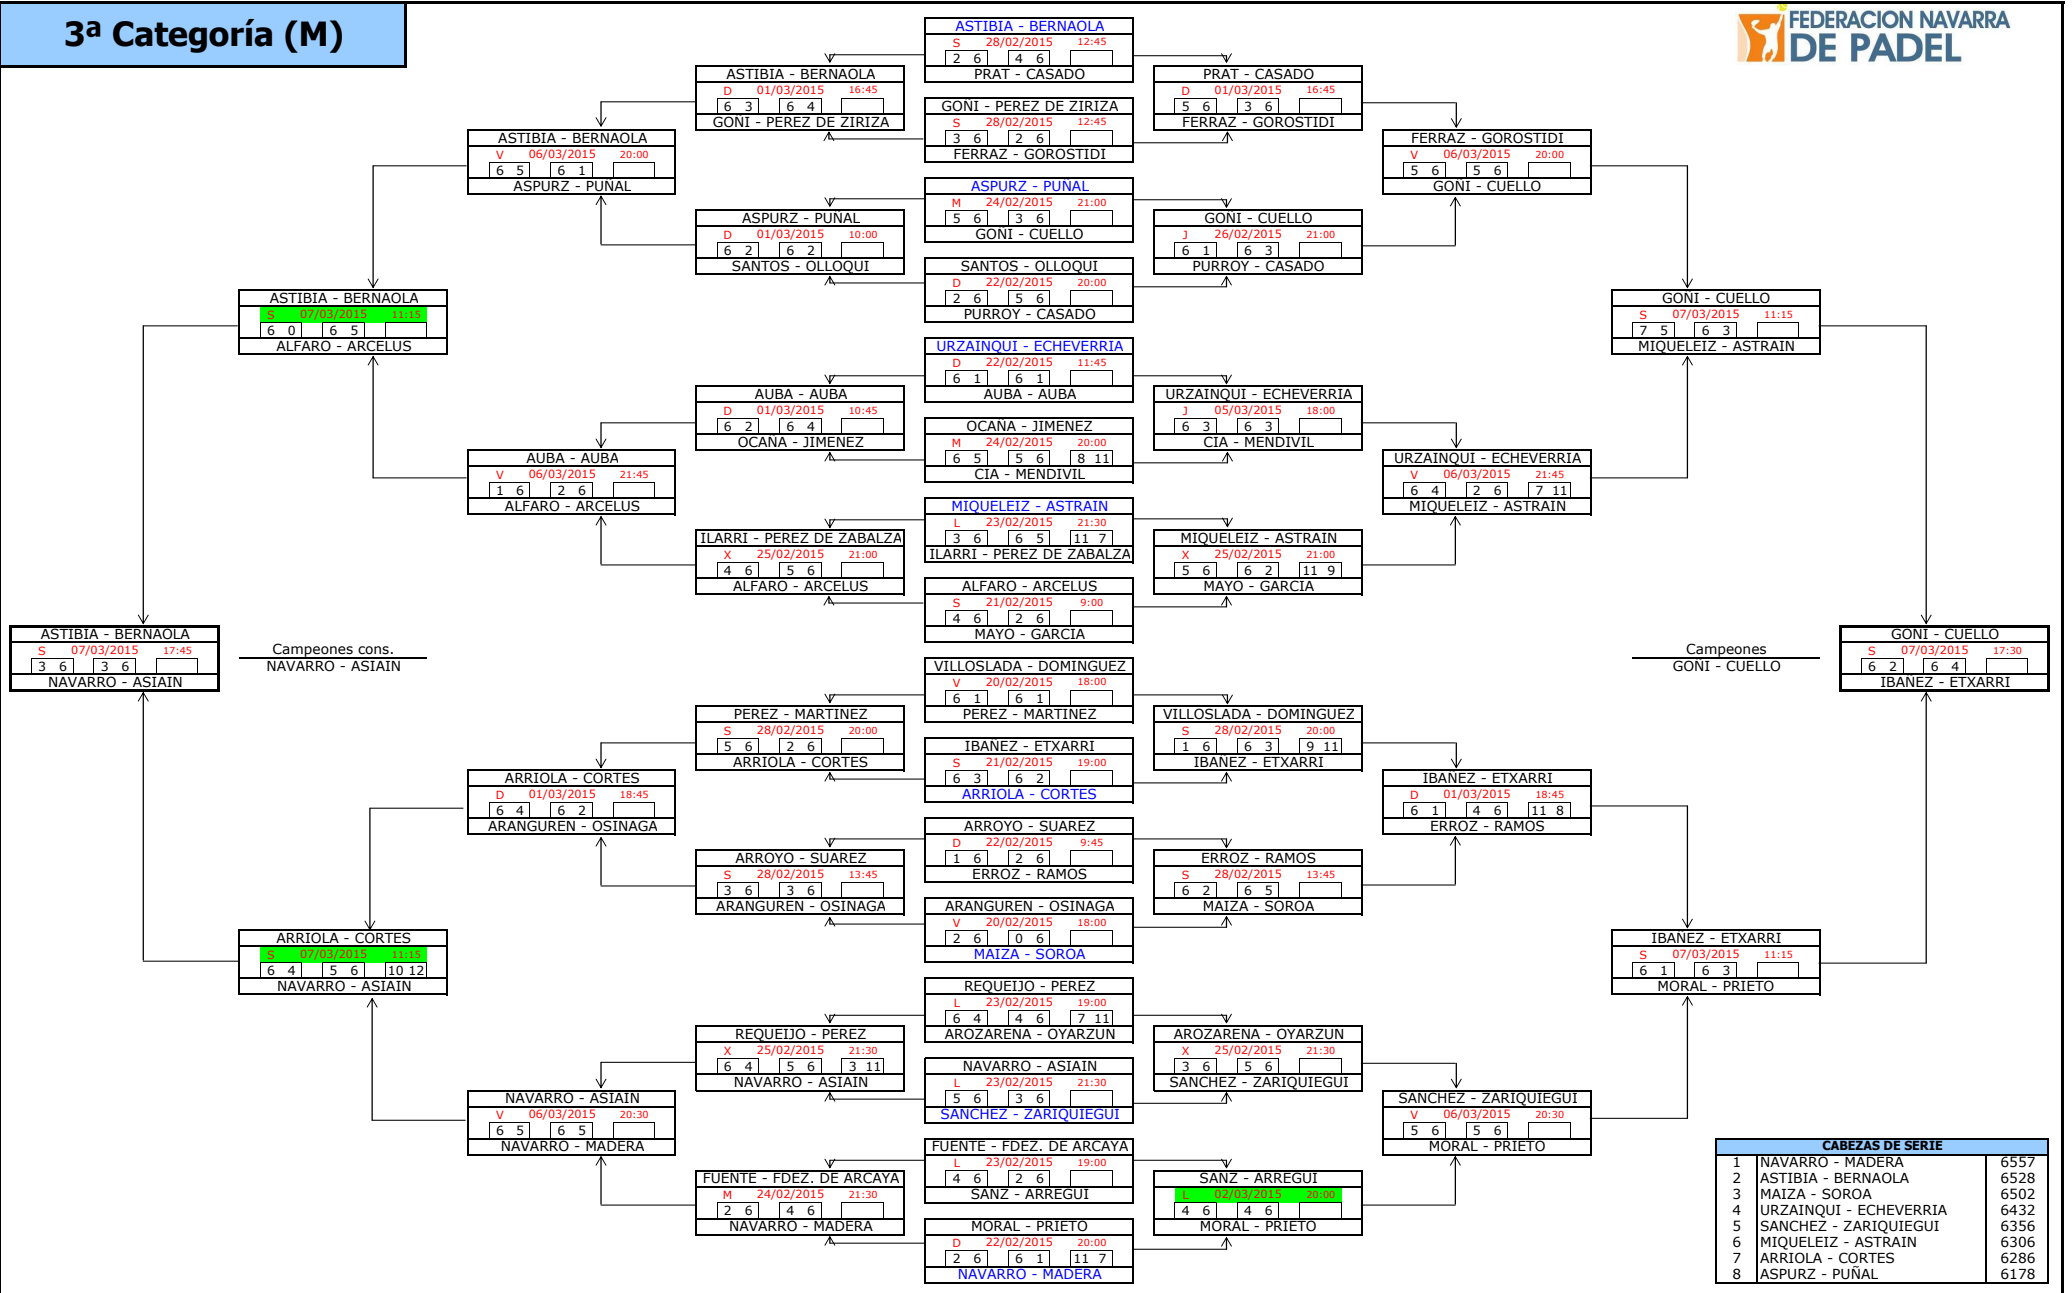 3ª Categoría (M)
FEDERACION NAVARRA
DE PADEL
ASTIBIA - BERNAOLA
S 07/03/2015 17:45
3 6 3 6
NAVARRO - ASIAIN
Campeones cons.
NAVARRO - ASIAIN
ASTIBIA - BERNAOLA
S 07/03/2015 11:15
6 0 6 5
ALFARO - ARCELUS
ARRIOLA - CORTES
S 07/03/2015 11:15
6 4 5 6 10 12
NAVARRO - ASIAIN
ASTIBIA - BERNAOLA
V 06/03/2015 20:00
6 5 6 1
ASPURZ - PUÑAL
AUBA - AUBA
V 06/03/2015 21:45
1 6 2 6
ALFARO - ARCELUS
ARRIOLA - CORTES
D 01/03/2015 18:45
6 4 6 2
ARANGUREN - OSINAGA
NAVARRO - ASIAIN
V 06/03/2015 20:30
6 5 6 5
NAVARRO - MADERA
ASTIBIA - BERNAOLA
D 01/03/2015 16:45
6 3 6 4
GOÑI - PEREZ DE ZIRIZA
ASPURZ - PUÑAL
D 01/03/2015 10:00
6 2 6 2
SANTOS - OLLOQUI
AUBA - AUBA
D 01/03/2015 10:45
6 2 6 4
OCAÑA - JIMENEZ
ILARRI - PEREZ DE ZABALZA
X 25/02/2015 21:00
4 6 5 6
ALFARO - ARCELUS
PEREZ - MARTINEZ
S 28/02/2015 20:00
5 6 2 6
ARRIOLA - CORTES
ARROYO - SUAREZ
S 28/02/2015 13:45
3 6 3 6
ARANGUREN - OSINAGA
REQUEIJO - PEREZ
X 25/02/2015 21:30
6 4 5 6 3 11
NAVARRO - ASIAIN
FUENTE - FDEZ. DE ARCAYA
M 24/02/2015 21:30
2 6 4 6
NAVARRO - MADERA
ASTIBIA - BERNAOLA
S 28/02/2015 12:45
2 6 4 6
PRAT - CASADO
GOÑI - PEREZ DE ZIRIZA
S 28/02/2015 12:45
3 6 2 6
FERRAZ - GOROSTIDI
ASPURZ - PUÑAL
M 24/02/2015 21:00
5 6 3 6
GOÑI - CUELLO
SANTOS - OLLOQUI
D 22/02/2015 20:00
2 6 5 6
PURROY - CASADO
URZAINQUI - ECHEVERRIA
D 22/02/2015 11:45
6 1 6 1
AUBA - AUBA
OCAÑA - JIMENEZ
M 24/02/2015 20:00
6 5 5 6 8 11
CIA - MENDIVIL
MIQUELEIZ - ASTRAIN
L 23/02/2015 21:30
3 6 6 5 11 7
ILARRI - PEREZ DE ZABALZA
ALFARO - ARCELUS
S 21/02/2015 9:00
4 6 2 6
MAYO - GARCIA
VILLOSLADA - DOMINGUEZ
V 20/02/2015 18:00
6 1 6 1
PEREZ - MARTINEZ
IBAÑEZ - ETXARRI
S 21/02/2015 19:00
6 3 6 2
ARRIOLA - CORTES
ARROYO - SUAREZ
D 22/02/2015 9:45
1 6 2 6
ERROZ - RAMOS
ARANGUREN - OSINAGA
V 20/02/2015 18:00
2 6 0 6
MAIZA - SOROA
REQUEIJO - PEREZ
L 23/02/2015 19:00
6 4 4 6 7 11
AROZARENA - OYARZUN
NAVARRO - ASIAIN
L 23/02/2015 21:30
5 6 3 6
SANCHEZ - ZARIQUIEGUI
FUENTE - FDEZ. DE ARCAYA
L 23/02/2015 19:00
4 6 2 6
SANZ - ARREGUI
MORAL - PRIETO
D 22/02/2015 20:00
2 6 6 1 11 7
NAVARRO - MADERA
PRAT - CASADO
D 01/03/2015 16:45
5 6 3 6
FERRAZ - GOROSTIDI
GOÑI - CUELLO
J 26/02/2015 21:00
6 1 6 3
PURROY - CASADO
URZAINQUI - ECHEVERRIA
J 05/03/2015 18:00
6 3 6 3
CIA - MENDIVIL
MIQUELEIZ - ASTRAIN
X 25/02/2015 21:00
5 6 6 2 11 9
MAYO - GARCIA
VILLOSLADA - DOMINGUEZ
S 28/02/2015 20:00
1 6 6 3 9 11
IBAÑEZ - ETXARRI
ERROZ - RAMOS
S 28/02/2015 13:45
6 2 6 5
MAIZA - SOROA
AROZARENA - OYARZUN
X 25/02/2015 21:30
3 6 5 6
SANCHEZ - ZARIQUIEGUI
SANZ - ARREGUI
L 02/03/2015 20:00
4 6 4 6
MORAL - PRIETO
FERRAZ - GOROSTIDI
V 06/03/2015 20:00
5 6 5 6
GOÑI - CUELLO
URZAINQUI - ECHEVERRIA
V 06/03/2015 21:45
6 4 2 6 7 11
MIQUELEIZ - ASTRAIN
IBAÑEZ - ETXARRI
D 01/03/2015 18:45
6 1 4 6 11 8
ERROZ - RAMOS
SANCHEZ - ZARIQUIEGUI
V 06/03/2015 20:30
5 6 5 6
MORAL - PRIETO
GOÑI - CUELLO
S 07/03/2015 11:15
7 5 6 3
MIQUELEIZ - ASTRAIN
IBAÑEZ - ETXARRI
S 07/03/2015 11:15
6 1 6 3
MORAL - PRIETO
Campeones
GOÑI - CUELLO
GOÑI - CUELLO
S 07/03/2015 17:30
6 2 6 4
IBAÑEZ - ETXARRI
CABEZAS DE SERIE
1 NAVARRO - MADERA 6557
2 ASTIBIA - BERNAOLA 6528
3 MAIZA - SOROA 6502
4 URZAINQUI - ECHEVERRIA 6432
5 SANCHEZ - ZARIQUIEGUI 6356
6 MIQUELEIZ - ASTRAIN 6306
7 ARRIOLA - CORTES 6286
8 ASPURZ - PUÑAL 6178